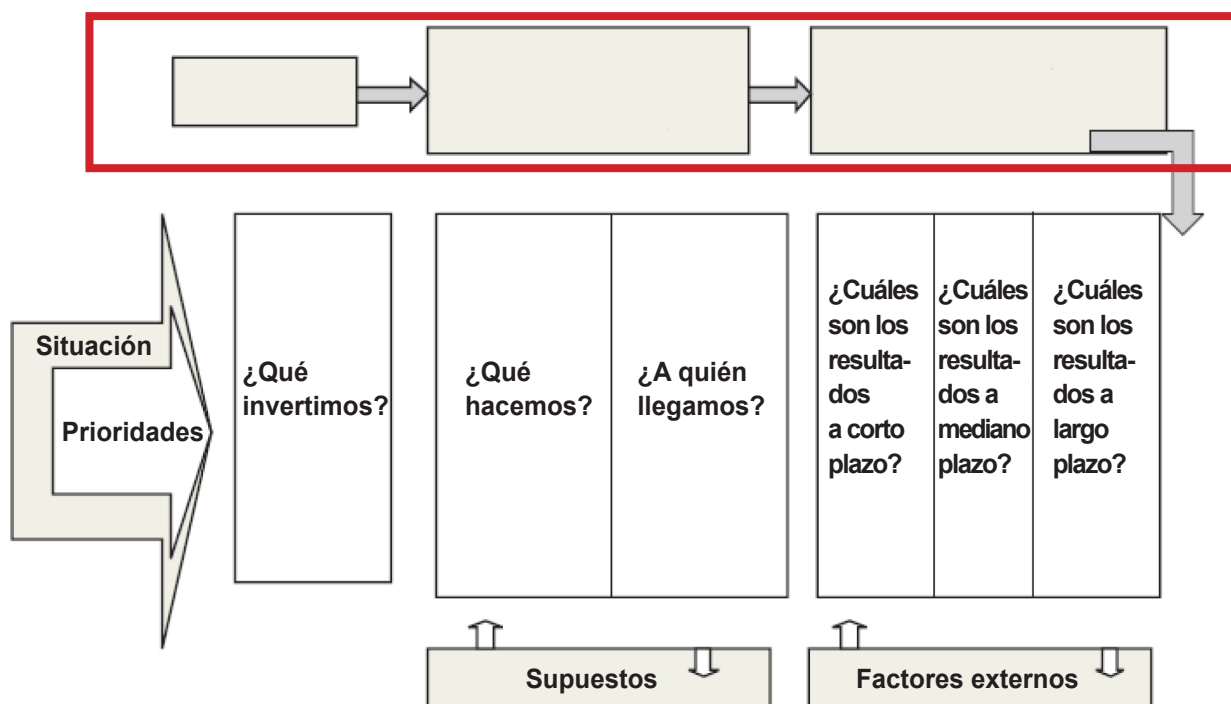 Situación
Prioridades
¿Qué
invertimos?
¿Qué
hacemos?
¿A quién
llegamos?
¿Cuáles
son los
resulta-
dos
a corto
plazo?
¿Cuáles
son los
resulta-
dos a
mediano
plazo?
¿Cuáles
son los
resulta-
dos a
largo
plazo?
Supuestos
Factores externos